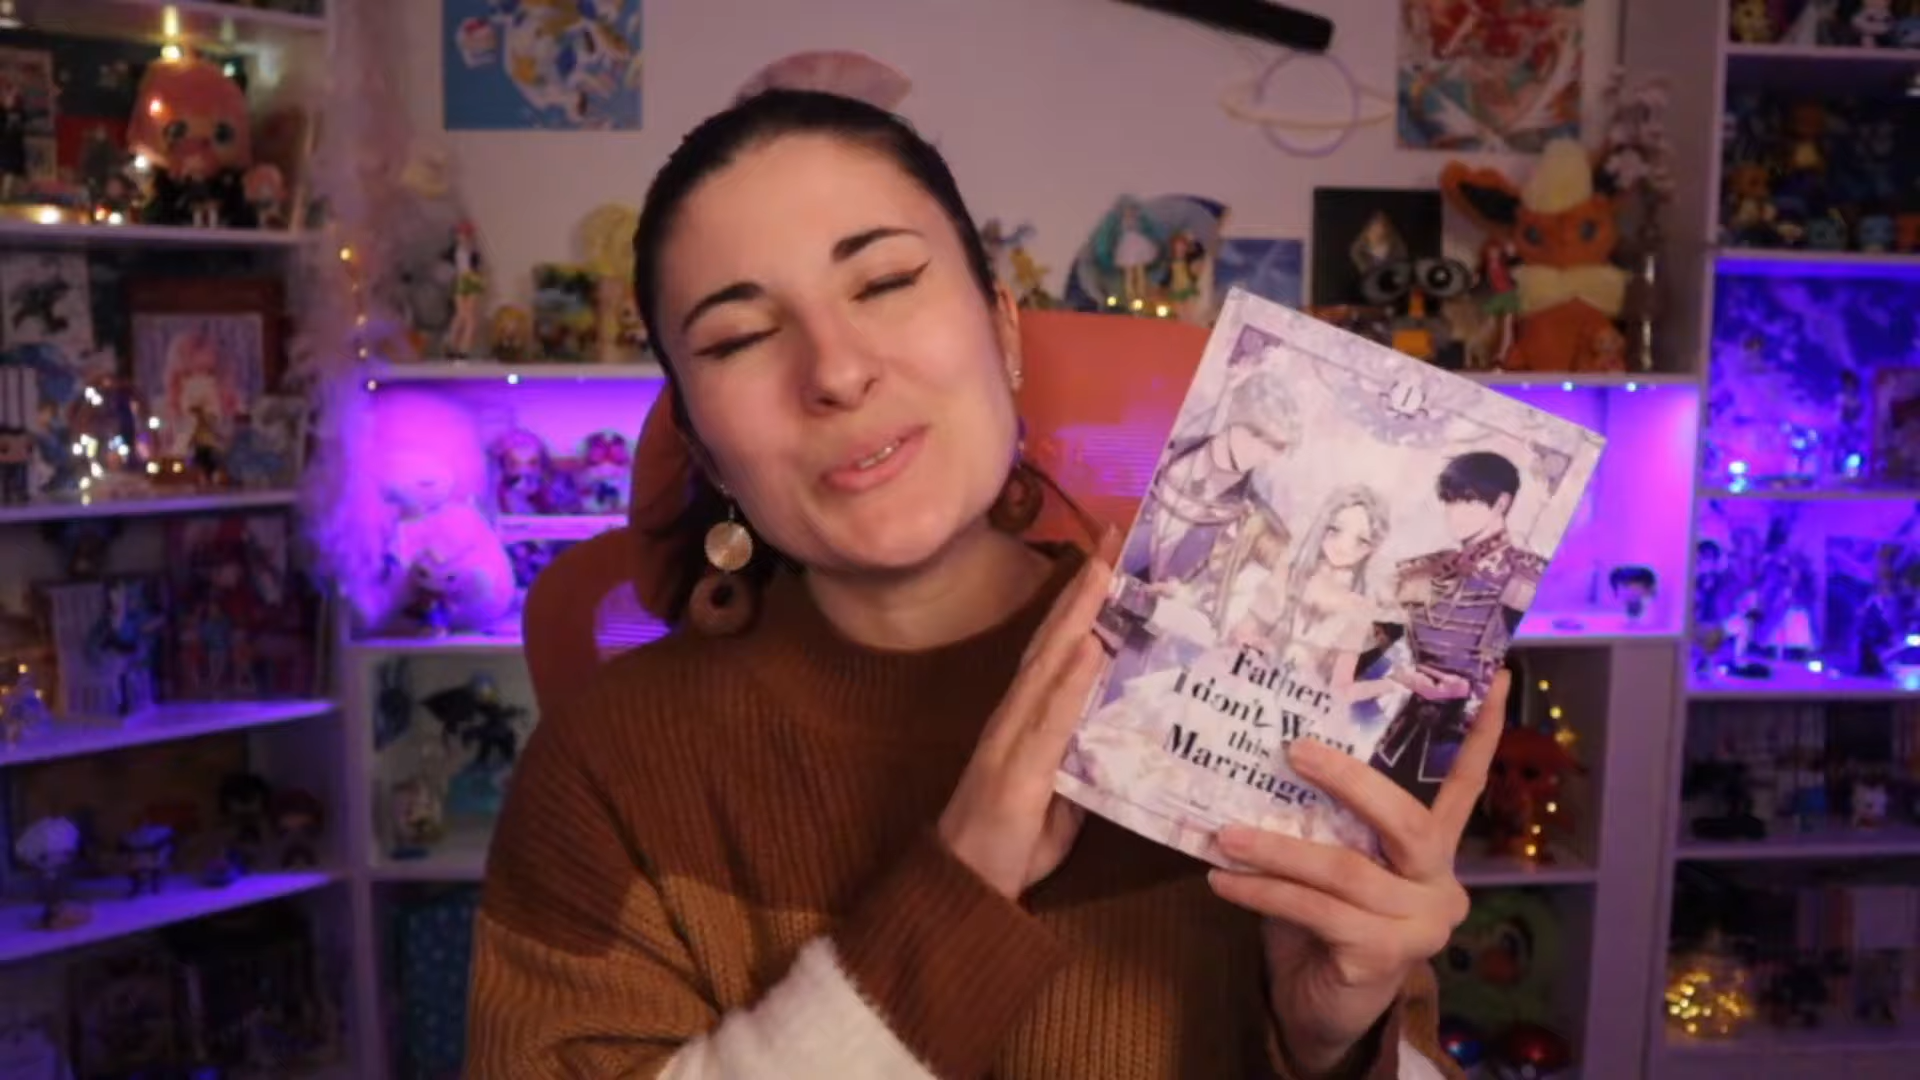 1
Father,
I don't Want
this
Marriage